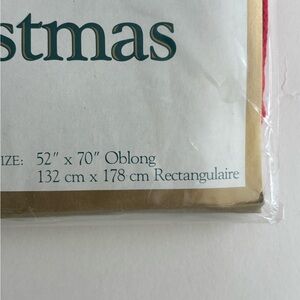 stmas
IZE: 52" x 70" Oblong
132 cm x 178 cm Rectangulaire